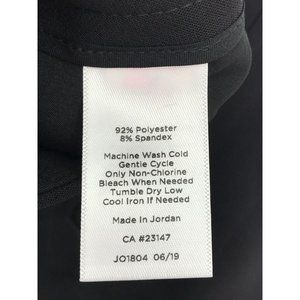 92% Polyester
8% Spandex
Machine Wash Cold
Gentle Cycle
Only Non-Chlorine
Bleach When Needed
Tumble Dry Low
Cool Iron If Needed
Made In Jordan
CA #23147
JO1804 06/19